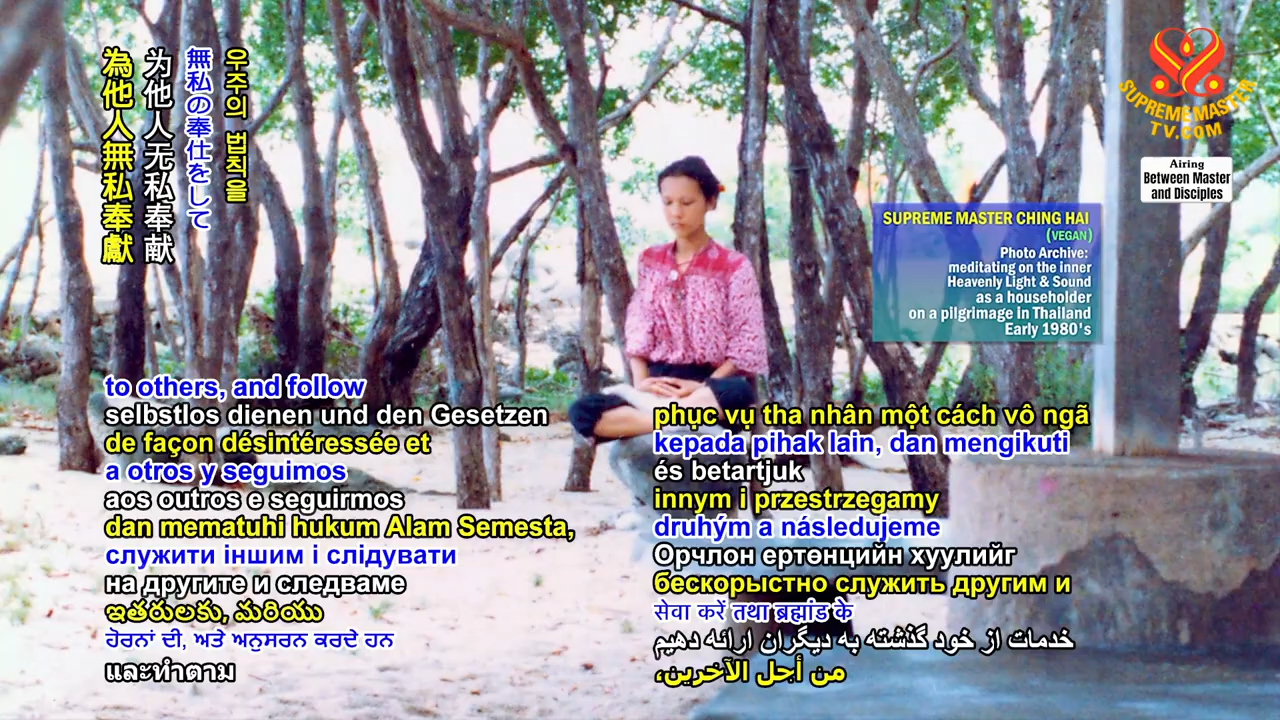 為他人無私奉獻
为他人无私奉献
無私の奉仕をして
우주의 법칙을
SUPREME MASTER
TV.COM
Airing
Between Master
and Disciples
SUPREME MASTER CHING HAI
(VEGAN)
Photo Archive:
meditating on the inner
Heavenly Light & Sound
as a householder
on a pilgrimage in Thailand
Early 1980's
to others, and follow
selbstlos dienen und den Gesetzen
de façon désintéressée et
a otros y seguimos
aos outros e seguirmos
dan mematuhi hukum Alam Semesta,
служити іншим і слідувати
на другите и следваме
ఇతరులకు, మరియు
ਹੋਰਨਾਂ ਦੀ, ਅਤੇ ਅਨੁਸਰਨ ਕਰਦੇ ਹਨ
และทำตาม
phục vụ tha nhân một cách vô ngã
kepada pihak lain, dan mengikuti
és betartjuk
innym i przestrzegamy
druhým a následujeme
Орчлон ертөнцийн хуулийг
бескорыстно служить другим и
सेवा करें तथा ब्रह्मांड के
خدمات از خود گذشته به دیگران ارائه دهیم
من أجل الآخرين،